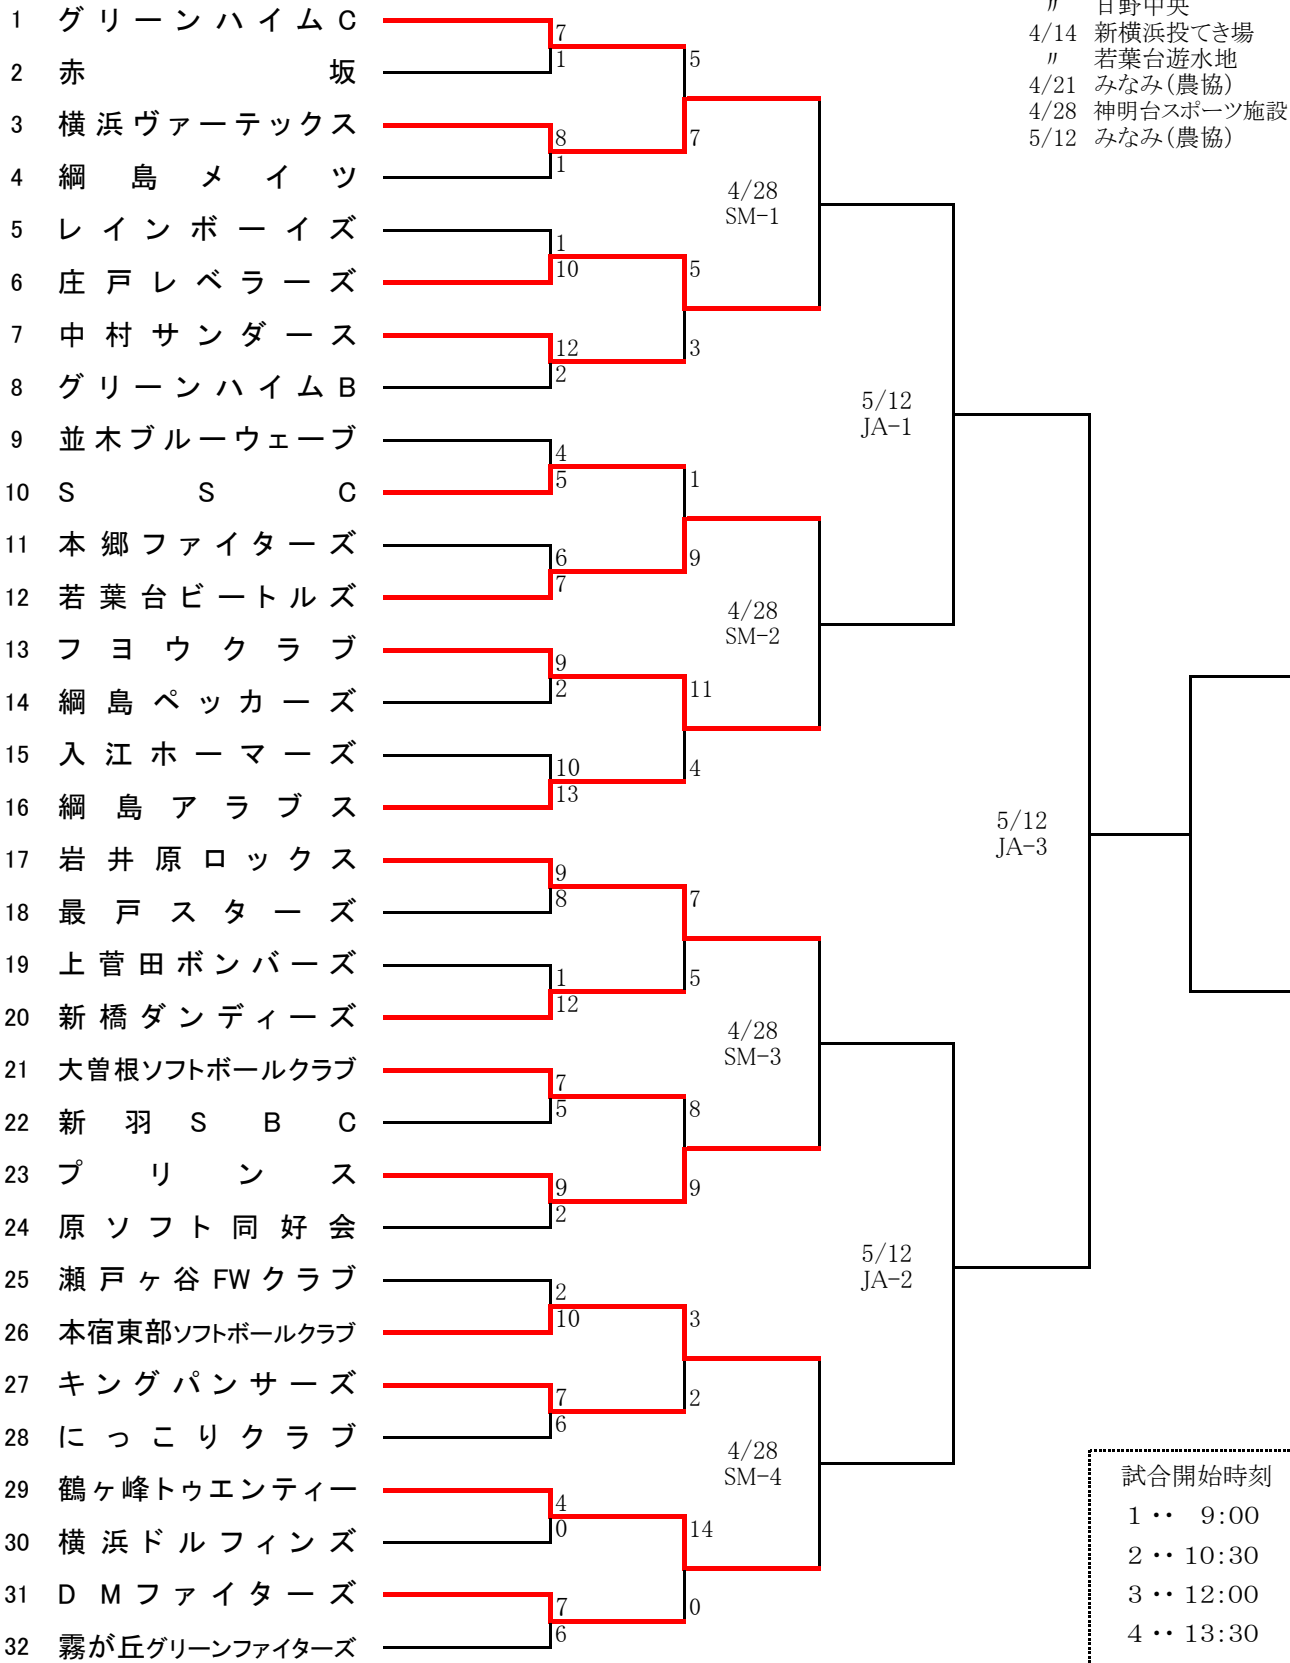 〃 日野中央
4/14 新横浜投てき場
〃 若葉台遊水地
4/21 みなみ(農協)
4/28 神明台スポーツ施設
5/12 みなみ(農協)
1 グリーンハイムC
7
1
2 赤坂
5
3 横浜ヴァーテックス
8
7
1
4 綱島メイツ
4/28
SM-1
5 レインボーイズ
1
10
5
6 庄戸レベラーズ
7 中村サンダース
12
3
2
8 グリーンハイムB
5/12
JA-1
9 並木ブルーウェーブ
4
5
1
10 SSC
11 本郷ファイターズ
6
9
7
12 若葉台ビートルズ
4/28
SM-2
13 フヨウクラブ
9
2
11
14 綱島ペッカーズ
15 入江ホーマーズ
10
4
13
16 綱島アラブス
5/12
JA-3
17 岩井原ロックス
9
8
7
18 最戸スターズ
19 上菅田ボンバーズ
1
5
12
20 新橋ダンディーズ
4/28
SM-3
21 大曽根ソフトボールクラブ
7
5
8
22 新羽SBC
23 プリンス
9
9
2
24 原ソフト同好会
5/12
JA-2
25 瀬戸ヶ谷FWクラブ
2
10
3
26 本宿東部ソフトボールクラブ
27 キングパンサーズ
7
2
6
28 にっこりクラブ
4/28
SM-4
29 鶴ヶ峰トゥエンティー
4
0
14
30 横浜ドルフィンズ
31 DMファイターズ
7
0
6
32 霧が丘グリーンファイターズ
試合開始時刻
1・・ 9:00
2・・10:30
3・・12:00
4・・13:30